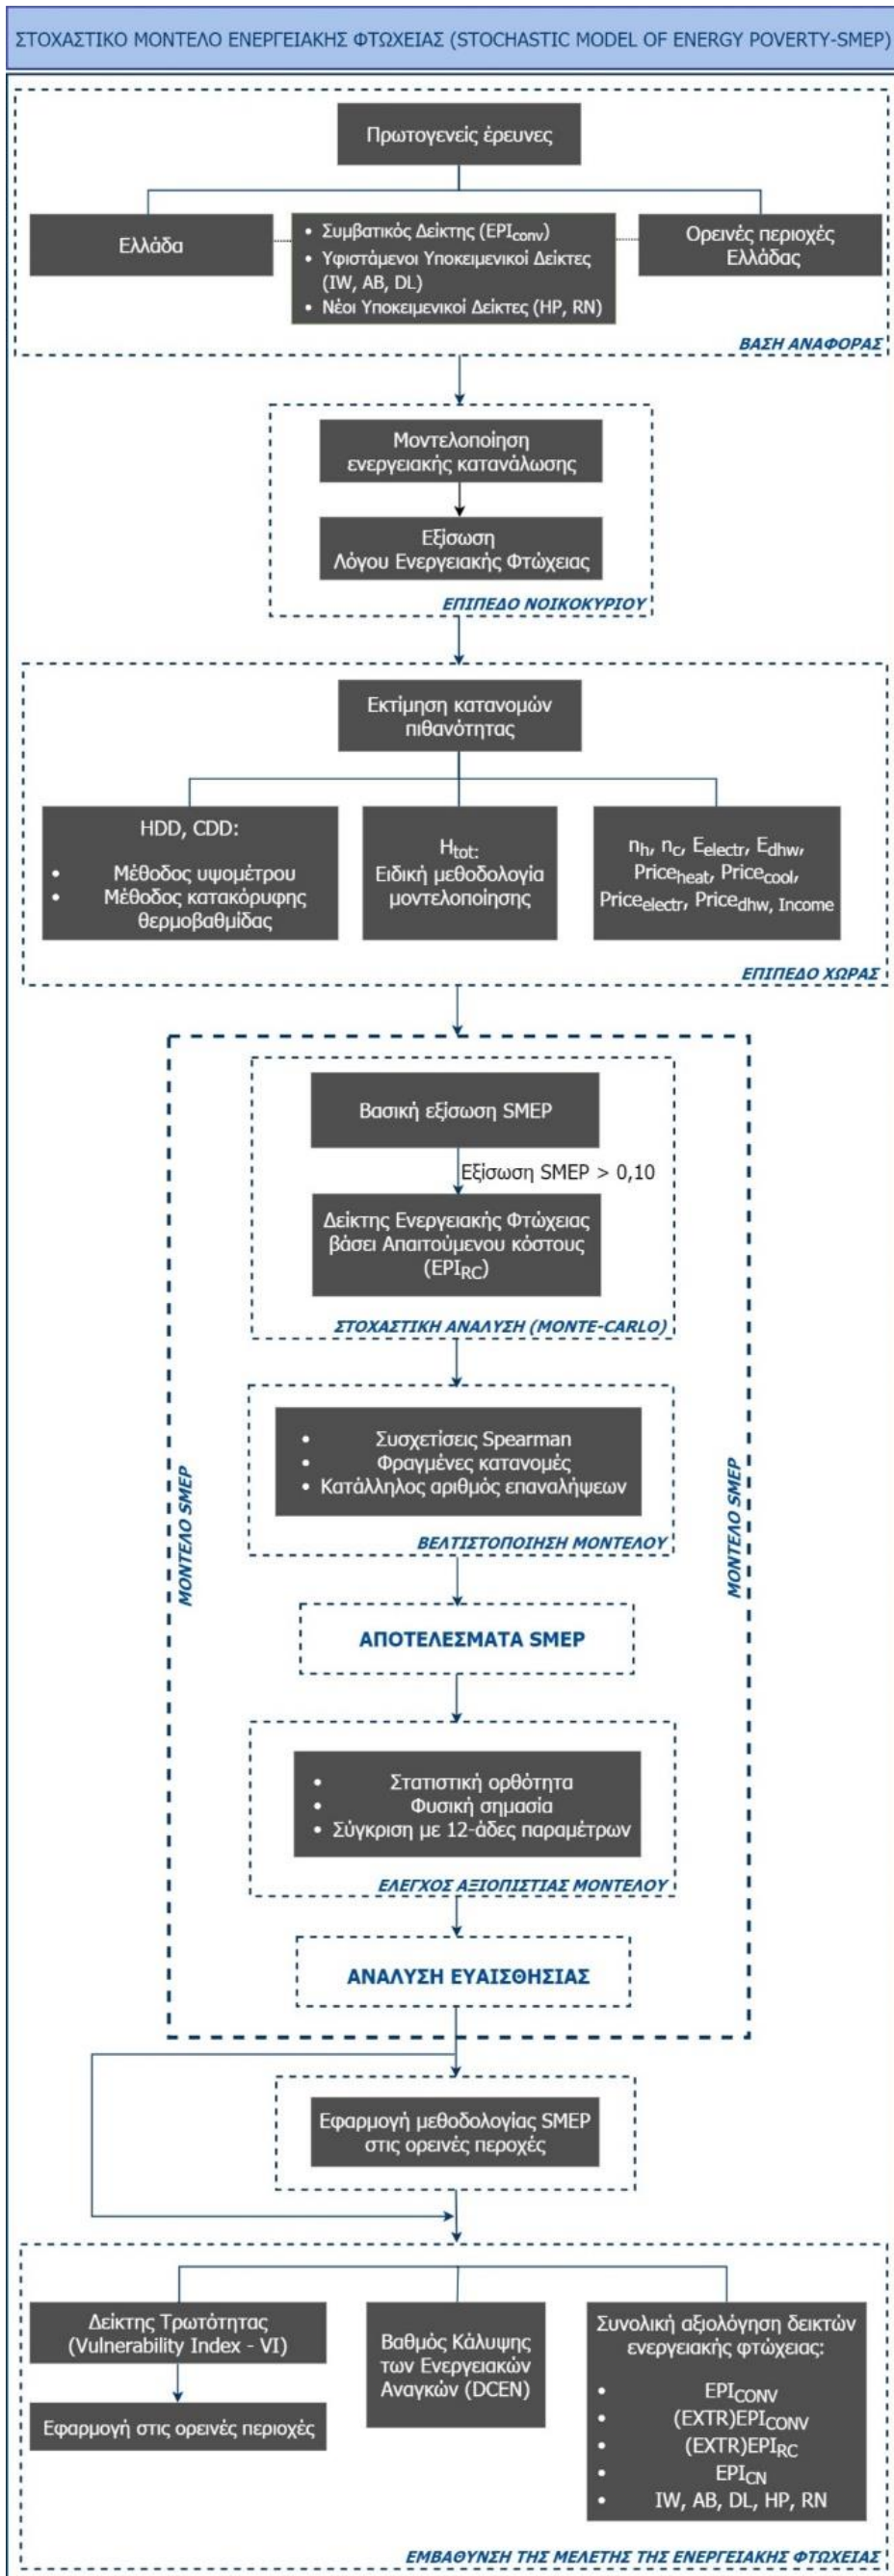 ΣΤΟΧΑΣΤΙΚΟ ΜΟΝΤΕΛΟ ΕΝΕΡΓΕΙΑΚΗΣ ΦΤΩΧΕΙΑΣ (STOCHASTIC MODEL OF ENERGY POVERTY-SMEP)
Πρωτογενείς έρευνες
Ελλάδα
• Συμβατικός Δείκτης (EPIconv)
• Υφιστάμενοι Υποκειμενικοί Δείκτες
(IW, AB, DL)
• Νέοι Υποκειμενικοί Δείκτες (HP, RN)
Ορεινές περιοχές
Ελλάδας
ΒΑΣΗ ΑΝΑΦΟΡΑΣ
Μοντελοποίηση
ενεργειακής κατανάλωσης
Εξίσωση
Λόγου Ενεργειακής Φτώχειας
ΕΠΙΠΕΔΟ ΝΟΙΚΟΚΥΡΙΟΥ
Εκτίμηση κατανομών
πιθανότητας
HDD, CDD:
• Μέθοδος υψομέτρου
• Μέθοδος κατακόρυφης
θερμοβαθμίδας
Htot:
Ειδική μεθοδολογία
μοντελοποίησης
nh, nc, Eelectr, Edhw,
Priceheat, Pricecool,
Priceelectr, Pricedhw, Income
ΕΠΙΠΕΔΟ ΧΩΡΑΣ
Βασική εξίσωση SMEP
Εξίσωση SMEP > 0,10
Δείκτης Ενεργειακής Φτώχειας
βάσει Απαιτούμενου κόστους
(EPIRC)
ΣΤΟΧΑΣΤΙΚΗ ΑΝΑΛΥΣΗ (MONTE-CARLO)
• Συσχετίσεις Spearman
• Φραγμένες κατανομές
• Κατάλληλος αριθμός επαναλήψεων
ΒΕΛΤΙΣΤΟΠΟΙΗΣΗ ΜΟΝΤΕΛΟΥ
ΜΟΝΤΕΛΟ SMEP
ΜΟΝΤΕΛΟ SMEP
ΑΠΟΤΕΛΕΣΜΑΤΑ SMEP
• Στατιστική ορθότητα
• Φυσική σημασία
• Σύγκριση με 12-άδες παραμέτρων
ΕΛΕΓΧΟΣ ΑΞΙΟΠΙΣΤΙΑΣ ΜΟΝΤΕΛΟΥ
ΑΝΑΛΥΣΗ ΕΥΑΙΣΘΗΣΙΑΣ
Εφαρμογή μεθοδολογίας SMEP
στις ορεινές περοχές
Δείκτης Τρωτότητας
(Vulnerability Index - VI)
Εφαρμογή στις ορεινές περιοχές
Βαθμός Κάλυψης
των Ενεργειακών
Αναγκών (DCEN)
Συνολική αξιολόγηση δεικτών
ενεργειακής φτώχειας:
• EPICONV
• (EXTR)EPICONV
• (EXTR)EPIRC
• EPICN
• IW, AB, DL, HP, RN
ΕΜΒΑΘΥΝΣΗ ΤΗΣ ΜΕΛΕΤΗΣ ΤΗΣ ΕΝΕΡΓΕΙΑΚΗΣ ΦΤΩΧΕΙΑΣ